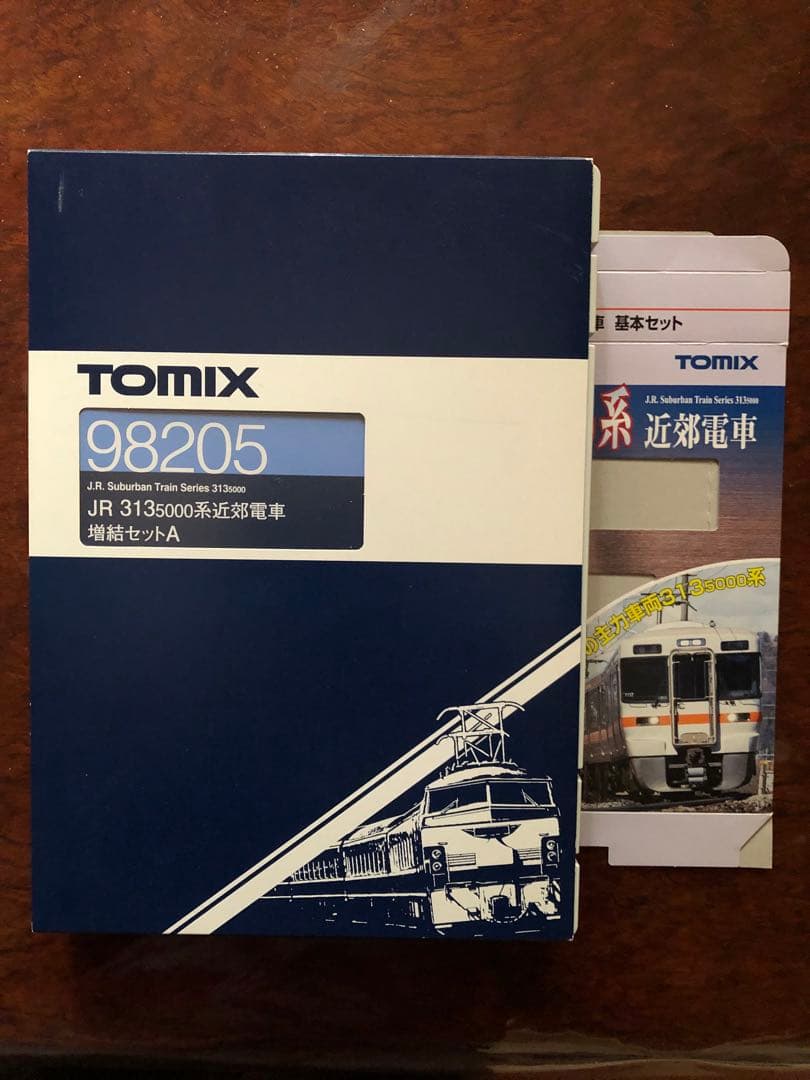 TOMIX
98205
J.R. Suburban Train Series 3135000
JR 3135000系近郊電車
増結セットA
車 基本セット
TOMIX
J.R. Suburban Train Series 3135000
系 近郊電車
の主力車両3135000系